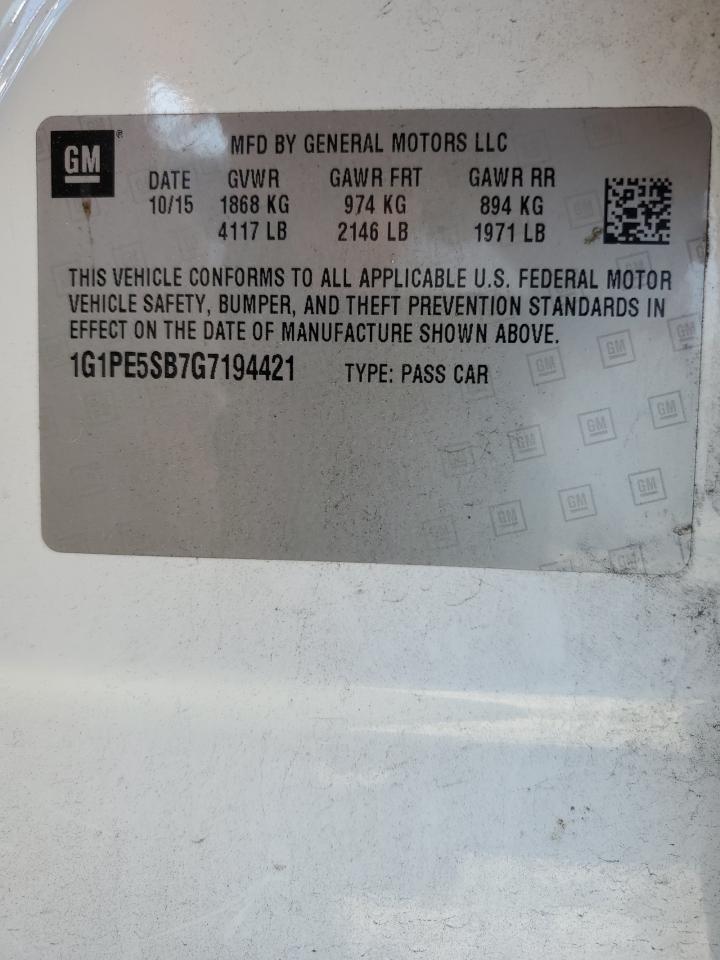 GM®
MFD BY GENERAL MOTORS LLC
DATE GVWR GAWR FRT GAWR RR
10/15 1868 KG 974 KG 894 KG
4117 LB 2146 LB 1971 LB
THIS VEHICLE CONFORMS TO ALL APPLICABLE U.S. FEDERAL MOTOR
VEHICLE SAFETY, BUMPER, AND THEFT PREVENTION STANDARDS IN
EFFECT ON THE DATE OF MANUFACTURE SHOWN ABOVE.
1G1PE5SB7G7194421 TYPE: PASS CAR